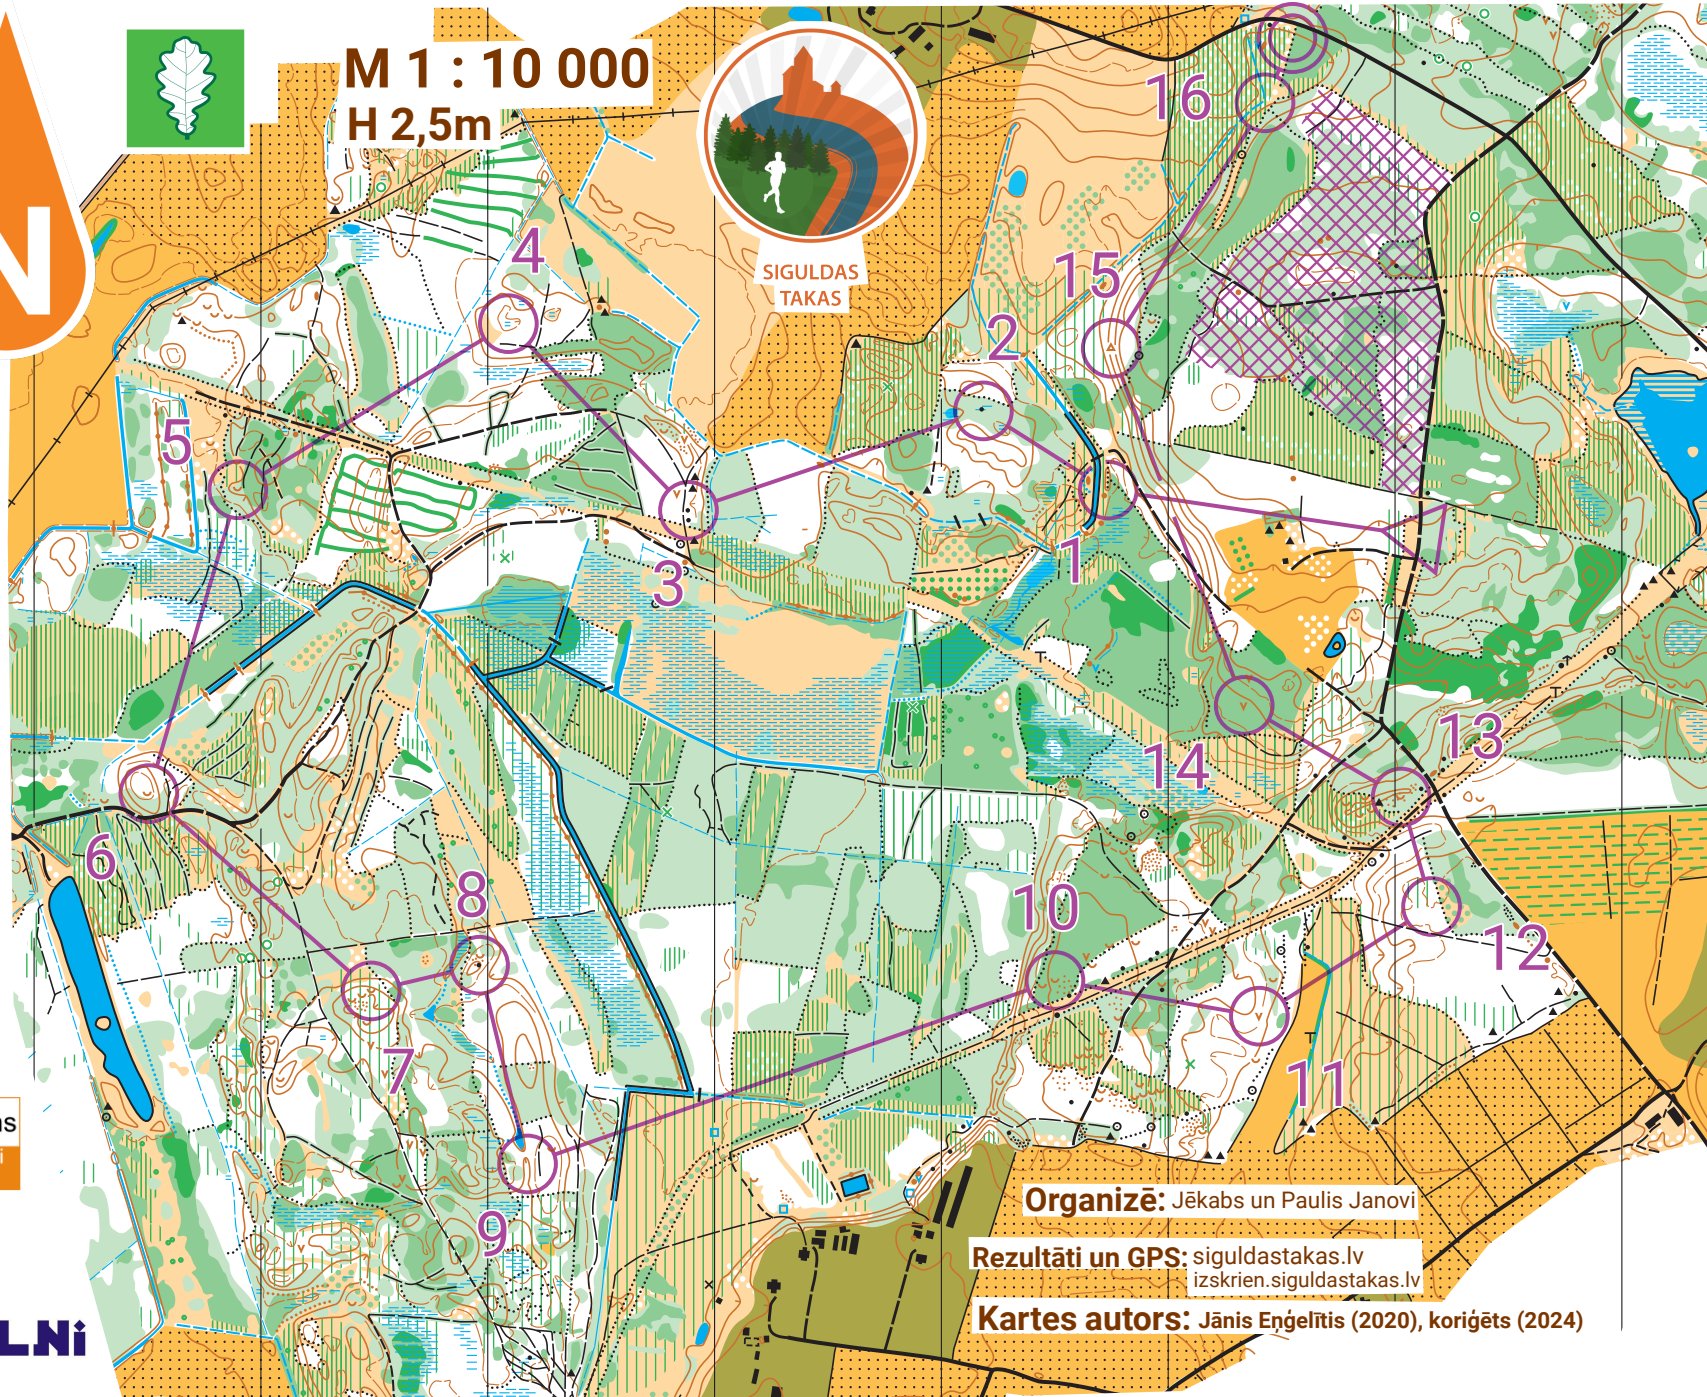 M 1 : 10 000
H 2,5m
N
SIGULDAS
TAKAS
16
4
15
2
5
3
1
13
14
6
8
10
12
7
11
9
Organizē: Jēkabs un Paulis Janovi
Rezultāti un GPS: siguldastakas.lv
izskrien.siguldastakas.lv
Kartes autors: Jānis Eņģelītis (2020), koriģēts (2024)